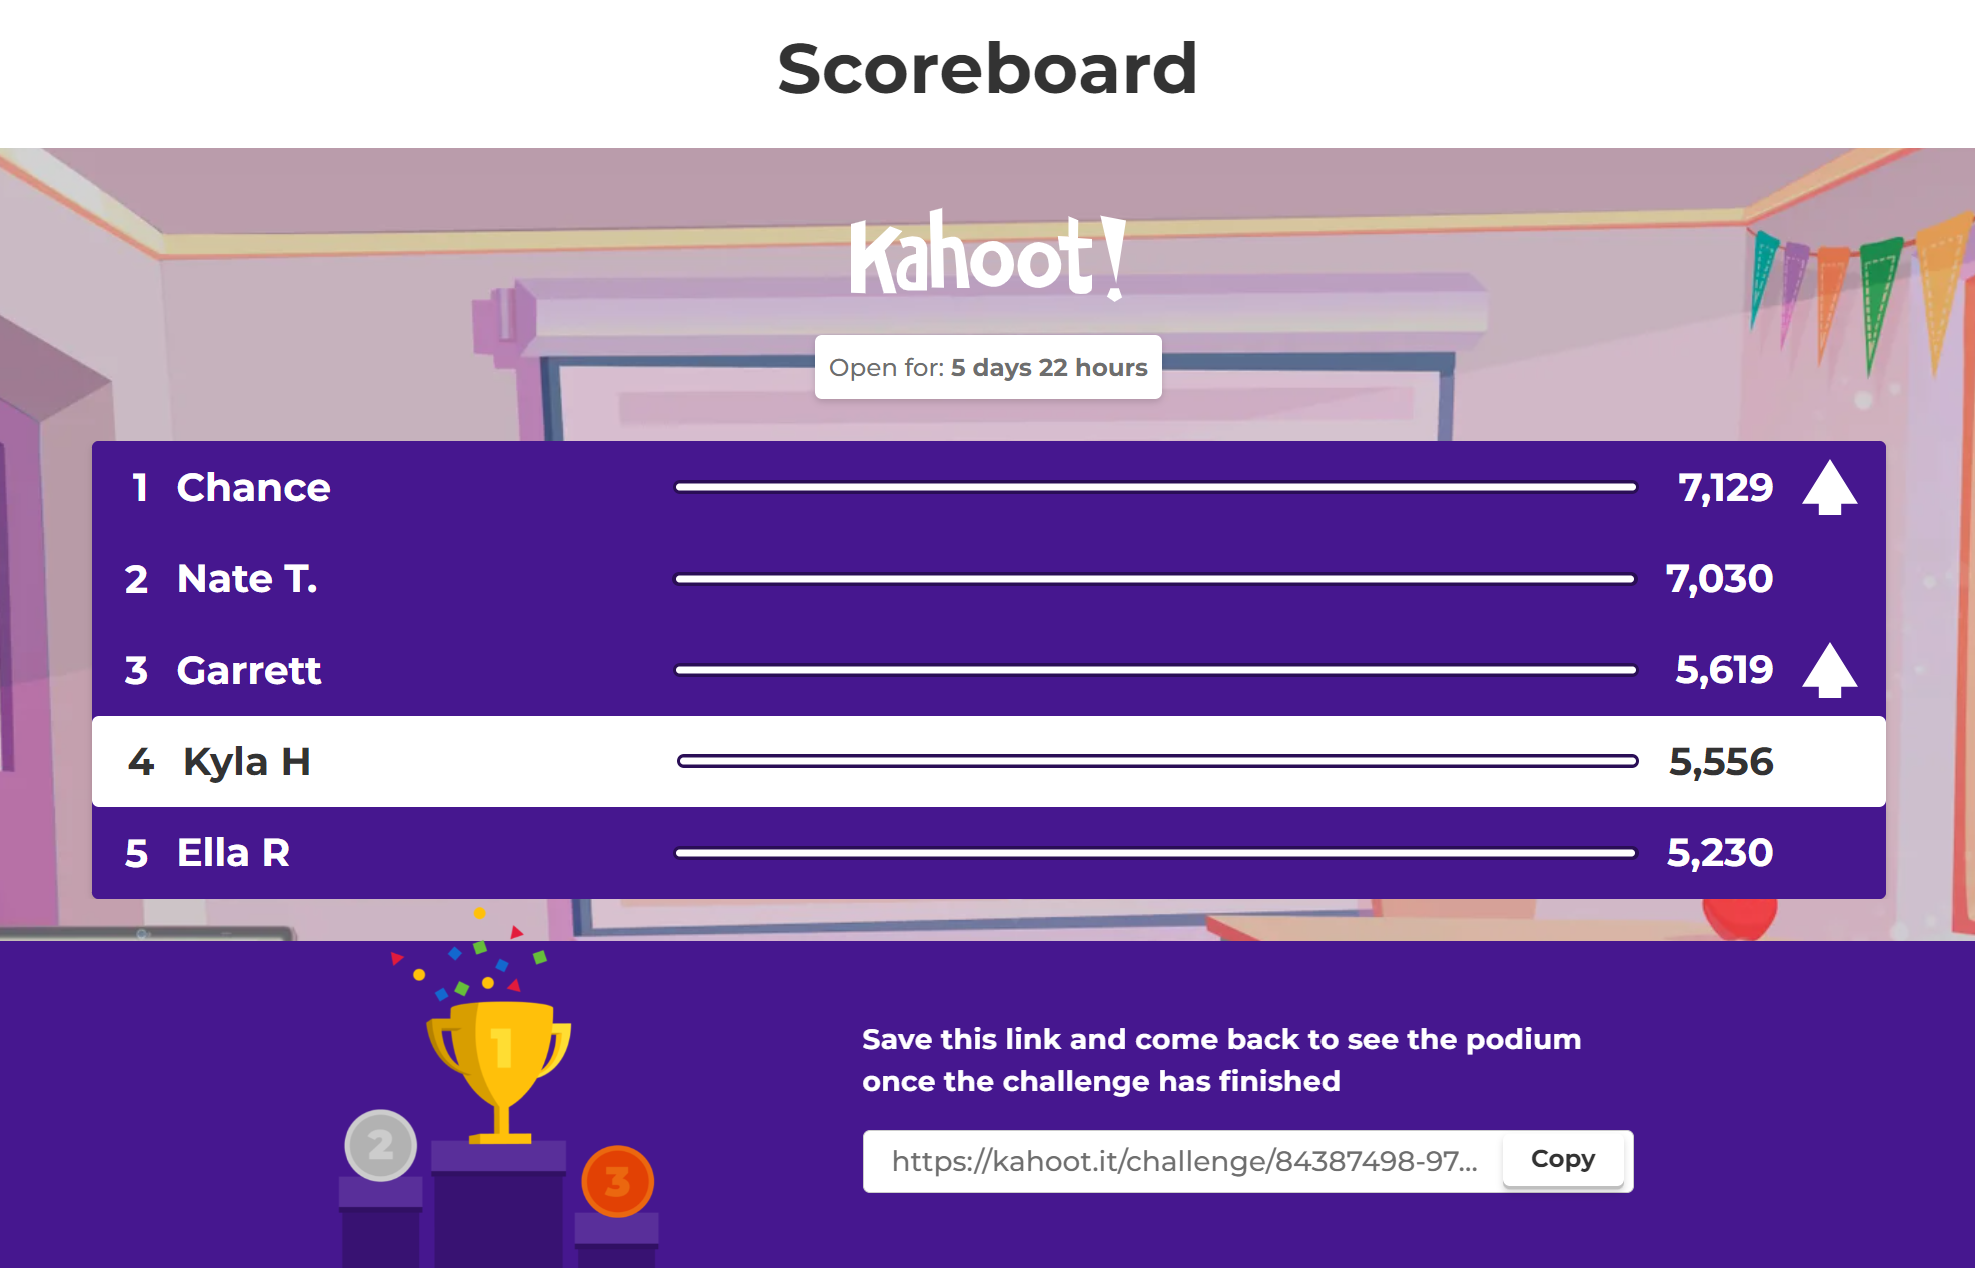 Scoreboard
Kahoot!
Open for: 5 days 22 hours
1 Chance 7,129
2 Nate T. 7,030
3 Garrett 5,619
4 Kyla H 5,556
5 Ella R 5,230
1
2
3
Save this link and come back to see the podium
once the challenge has finished
https://kahoot.it/challenge/84387498-97... Copy